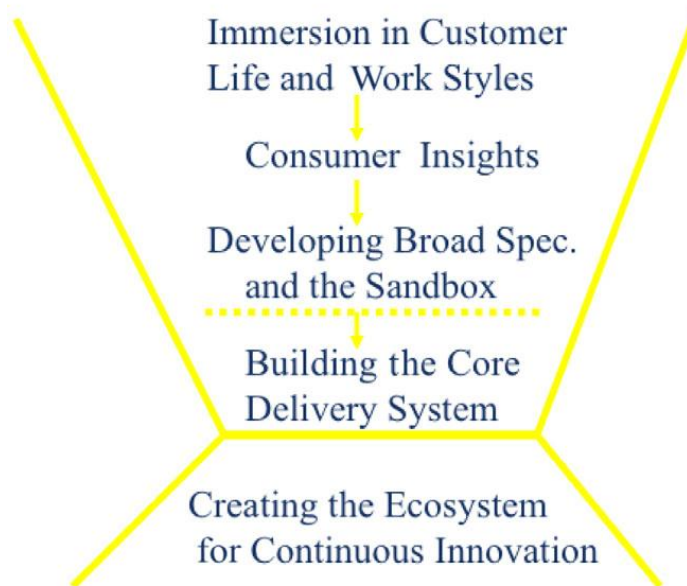 Immersion in Customer
Life and Work Styles
Consumer Insights
Developing Broad Spec.
and the Sandbox
Building the Core
Delivery System
Creating the Ecosystem
for Continuous Innovation